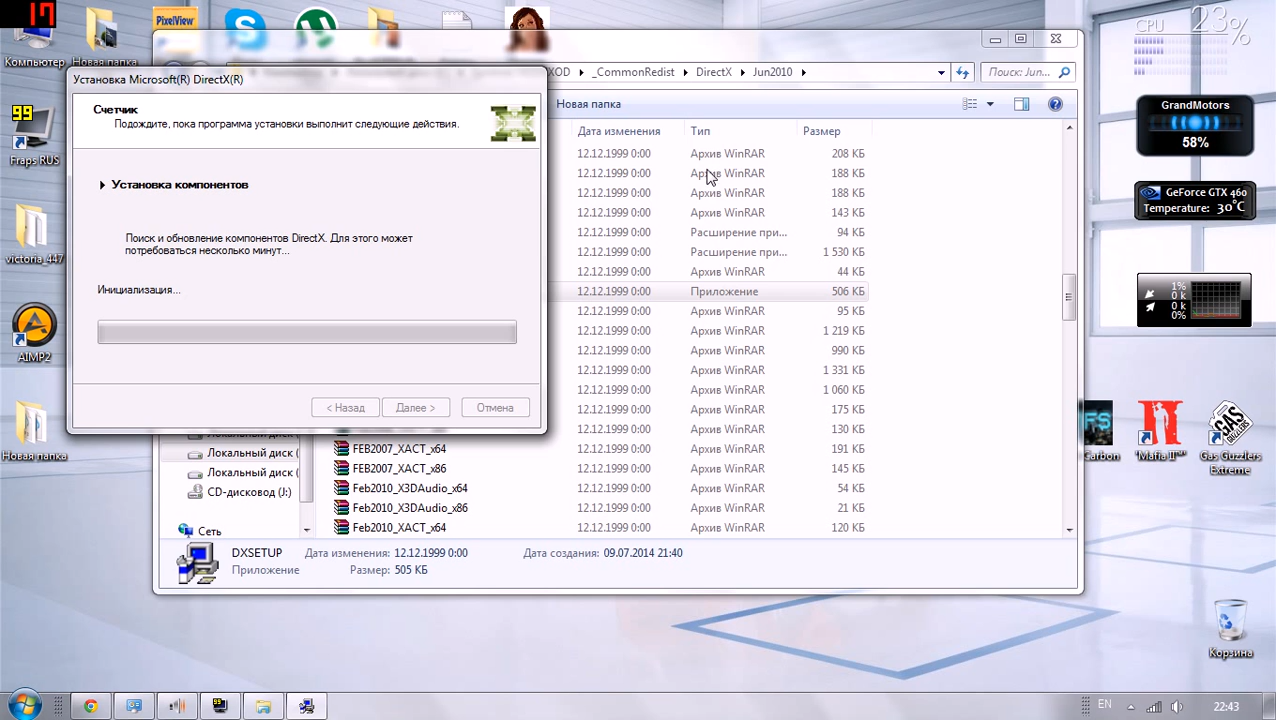 17
PixelView
Компьютер
Новая папка
99
Fraps RUS
victoria_447
AIMP2
Новая папка
XOD
_CommonRedist
DirectX
Jun2010
Поиск: Jun...
Новая папка
Дата изменения Тип Размер
12.12.1999 0:00 Архив WinRAR 208 КБ
12.12.1999 0:00 Архив WinRAR 188 КБ
12.12.1999 0:00 Архив WinRAR 188 КБ
12.12.1999 0:00 Архив WinRAR 143 КБ
12.12.1999 0:00 Расширение при... 94 КБ
12.12.1999 0:00 Расширение при... 1 530 КБ
12.12.1999 0:00 Архив WinRAR 44 КБ
12.12.1999 0:00 Приложение 505 КБ
12.12.1999 0:00 Архив WinRAR 95 КБ
12.12.1999 0:00 Архив WinRAR 1 219 КБ
12.12.1999 0:00 Архив WinRAR 990 КБ
12.12.1999 0:00 Архив WinRAR 1 331 КБ
12.12.1999 0:00 Архив WinRAR 1 060 КБ
12.12.1999 0:00 Архив WinRAR 175 КБ
12.12.1999 0:00 Архив WinRAR 130 КБ
FEB2007_XACT_x64 12.12.1999 0:00 Архив WinRAR 191 КБ
FEB2007_XACT_x86 12.12.1999 0:00 Архив WinRAR 145 КБ
Feb2010_X3DAudio_x64 12.12.1999 0:00 Архив WinRAR 54 КБ
Feb2010_X3DAudio_x86 12.12.1999 0:00 Архив WinRAR 21 КБ
Feb2010_XACT_x64 12.12.1999 0:00 Архив WinRAR 120 КБ
Локальный диск (
Локальный диск (
CD-дисковод (J:)
Сеть
DXSETUP Дата изменения: 12.12.1999 0:00 Дата создания: 09.07.2014 21:40
Приложение Размер: 505 КБ
Установка Microsoft(R) DirectX(R)
Счетчик
Подождите, пока программа установки выполнит следующие действия.
Установка компонентов
Поиск и обновление компонентов DirectX. Для этого может
потребоваться несколько минут...
Инициализация...
< Назад
Далее >
Отмена
CPU 23%
GrandMotors
58%
GeForce GTX 460
Temperature: 30°C
1%
0 k
0 k
0%
Carbon
"Mafia II"
Gas Guzzlers
Extreme
Корзина
99
EN
22:43